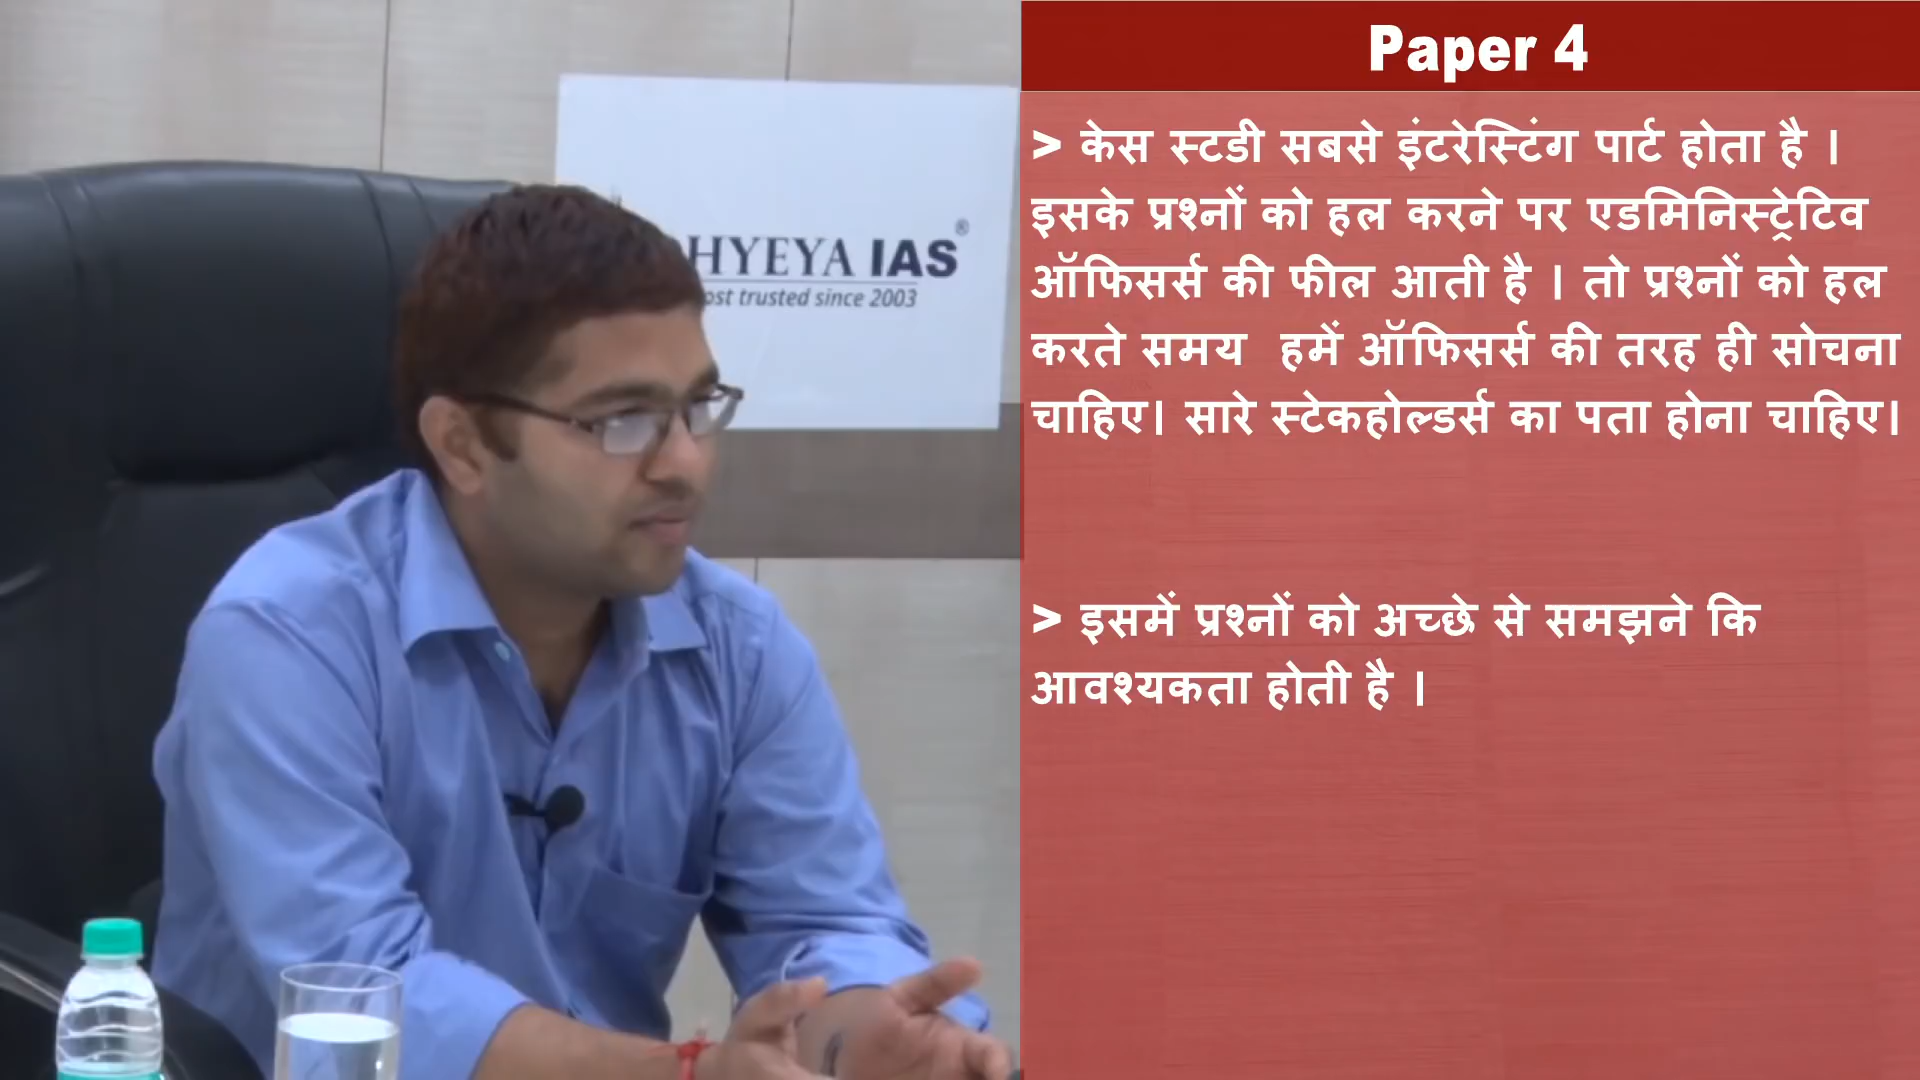 HYEYA IAS®
ost trusted since 2003
Paper 4
> केस स्टडी सबसे इंटरेस्टिंग पार्ट होता है ।
इसके प्रश्नों को हल करने पर एडमिनिस्ट्रेटिव
ऑफिसर्स की फील आती है । तो प्रश्नों को हल
करते समय हमें ऑफिसर्स की तरह ही सोचना
चाहिए। सारे स्टेकहोल्डर्स का पता होना चाहिए।
> इसमें प्रश्नों को अच्छे से समझने कि
आवश्यकता होती है ।